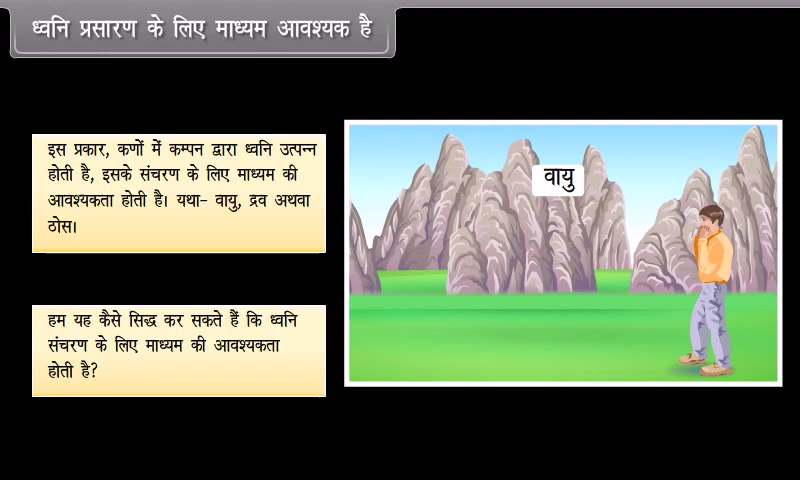 ध्वनि प्रसारण के लिए माध्यम आवश्यक है
इस प्रकार, कणों में कम्पन द्वारा ध्वनि उत्पन्न
होती है, इसके संचरण के लिए माध्यम की
आवश्यकता होती है। यथा- वायु, द्रव अथवा
ठोस।
वायु
हम यह कैसे सिद्ध कर सकते हैं कि ध्वनि
संचरण के लिए माध्यम की आवश्यकता
होती है?